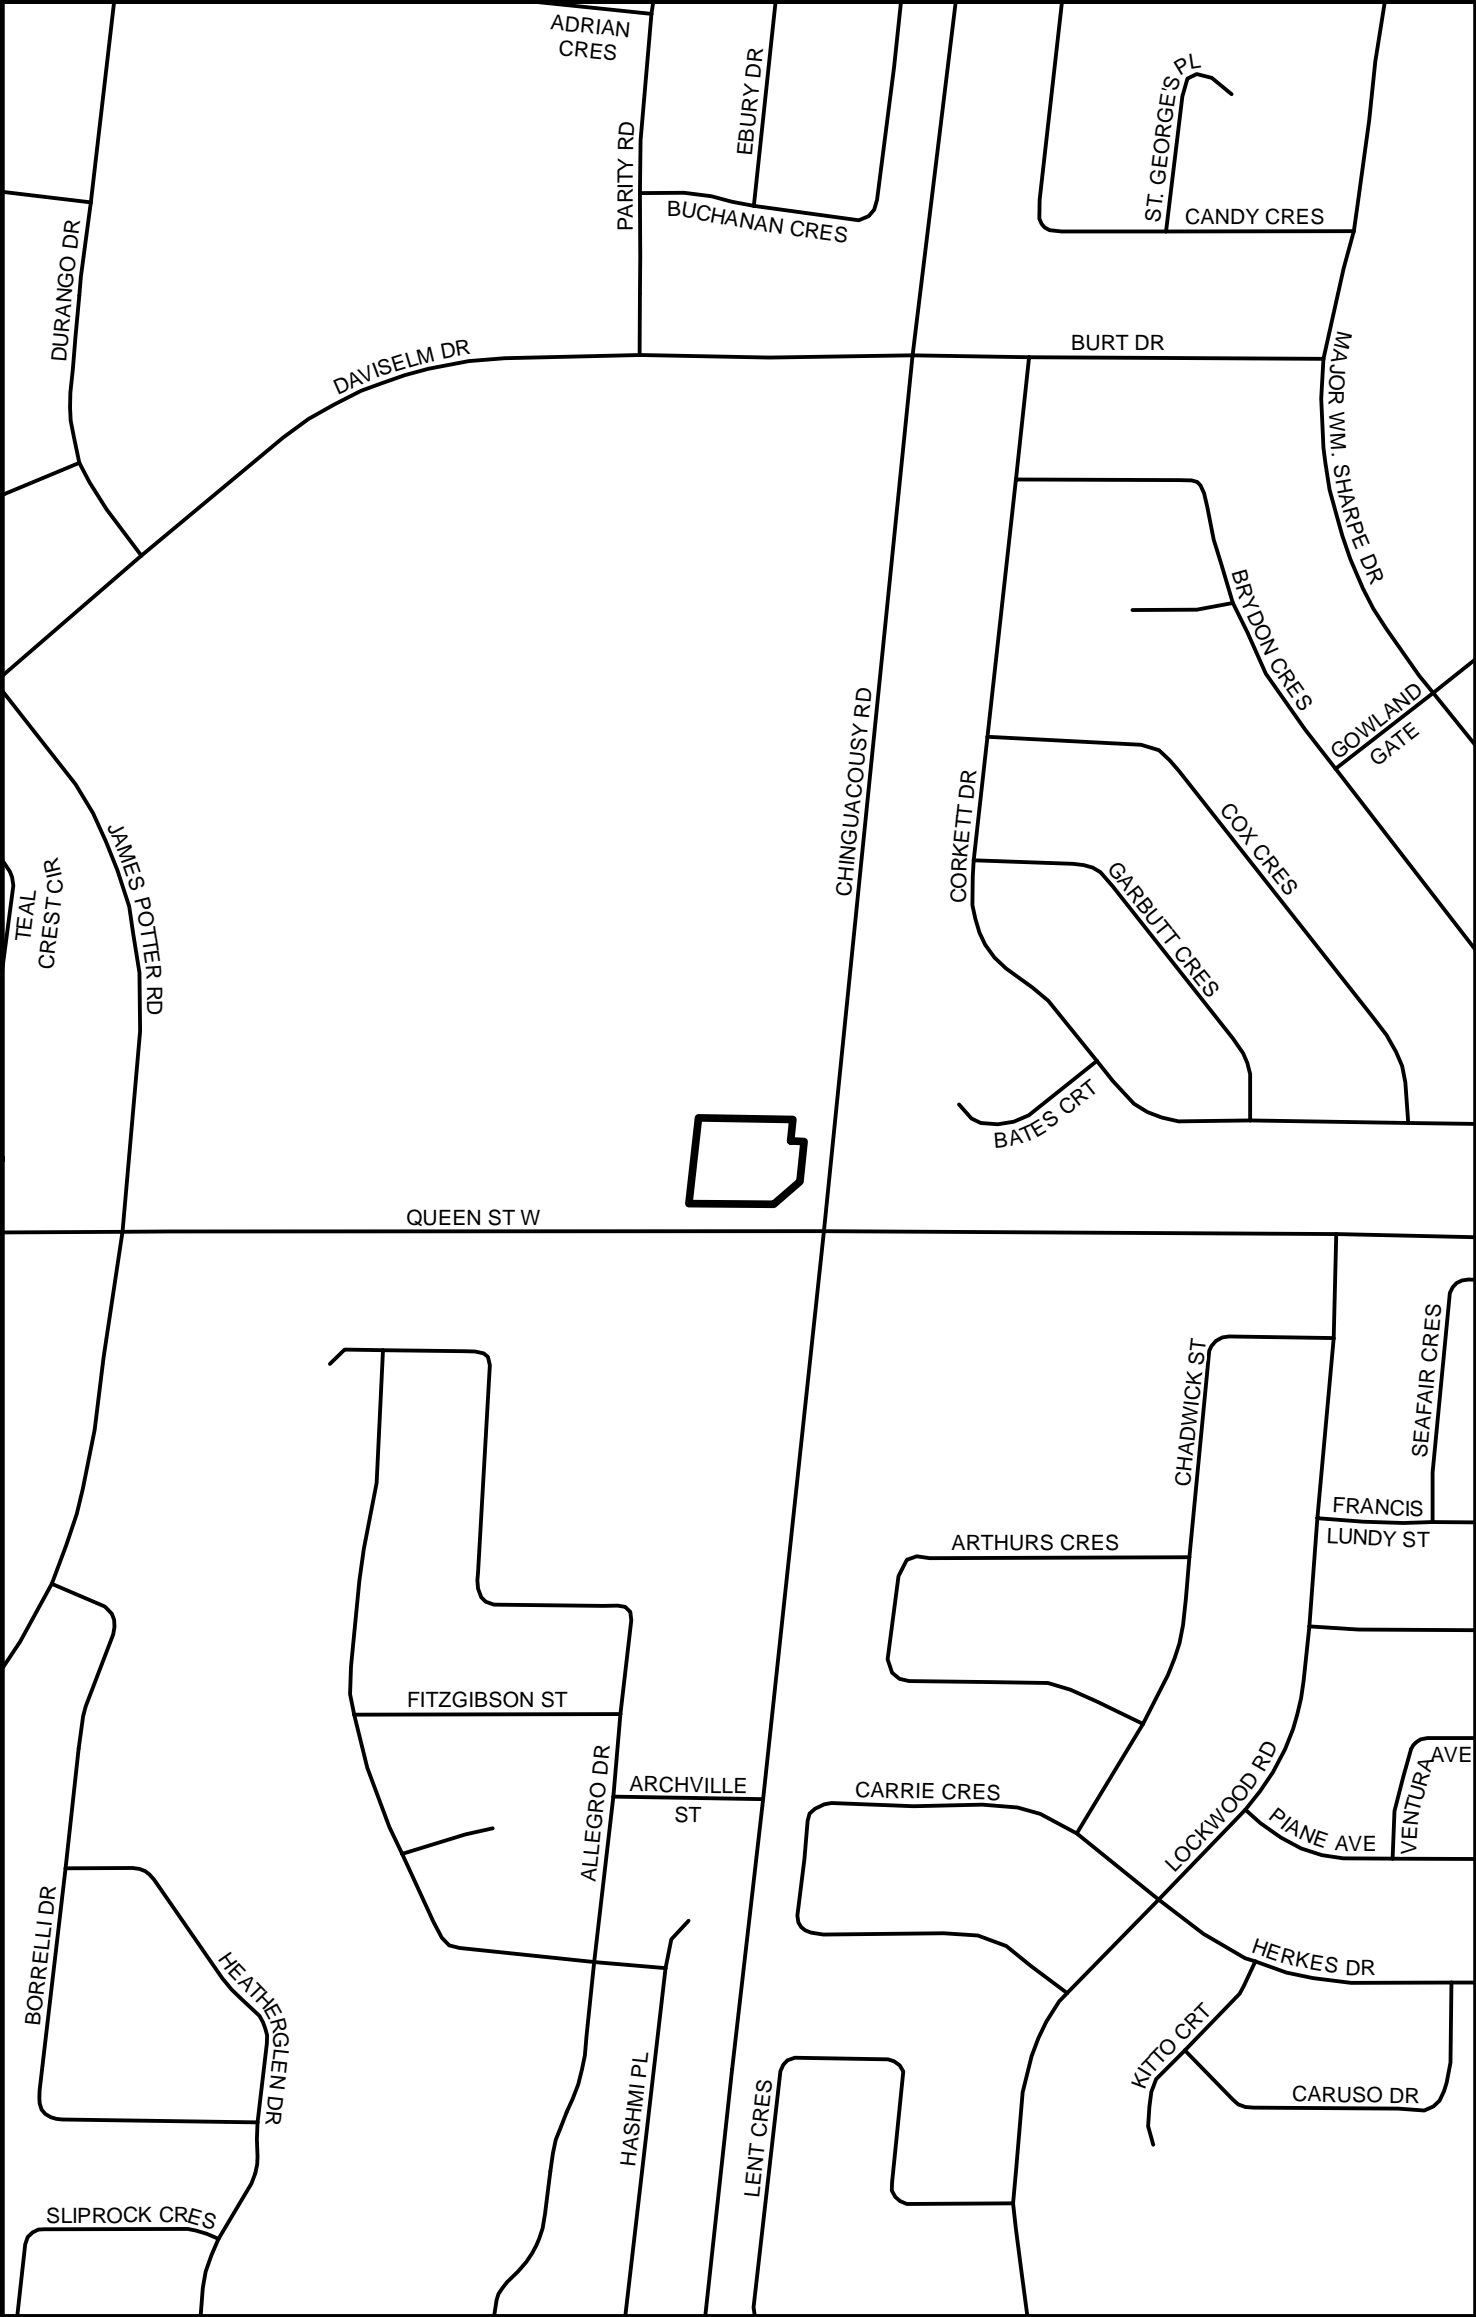 ADRIAN
CRES
PARITY RD
EBURY DR
BUCHANAN CRES
ST. GEORGE'S PL
CANDY CRES
DURANGO DR
DAVISELM DR
BURT DR
MAJOR WM. SHARPE DR
BRYDON CRES
GOWLAND
GATE
CHINGUACOUSY RD
CORKETT DR
COX CRES
GARBUTT CRES
JAMES POTTER RD
TEAL
CREST CIR
BATES CRT
QUEEN ST W
SEAFAIR CRES
CHADWICK ST
FRANCIS
LUNDY ST
ARTHURS CRES
FITZGIBSON ST
ALLEGRO DR
ARCHVILLE
ST
CARRIE CRES
LOCKWOOD RD
VENTURA AVE
PIANE AVE
BORRELLI DR
HEATHERGLEN DR
HERKES DR
KITTO CRT
CARUSO DR
HASHMI PL
LENT CRES
SLIPROCK CRES